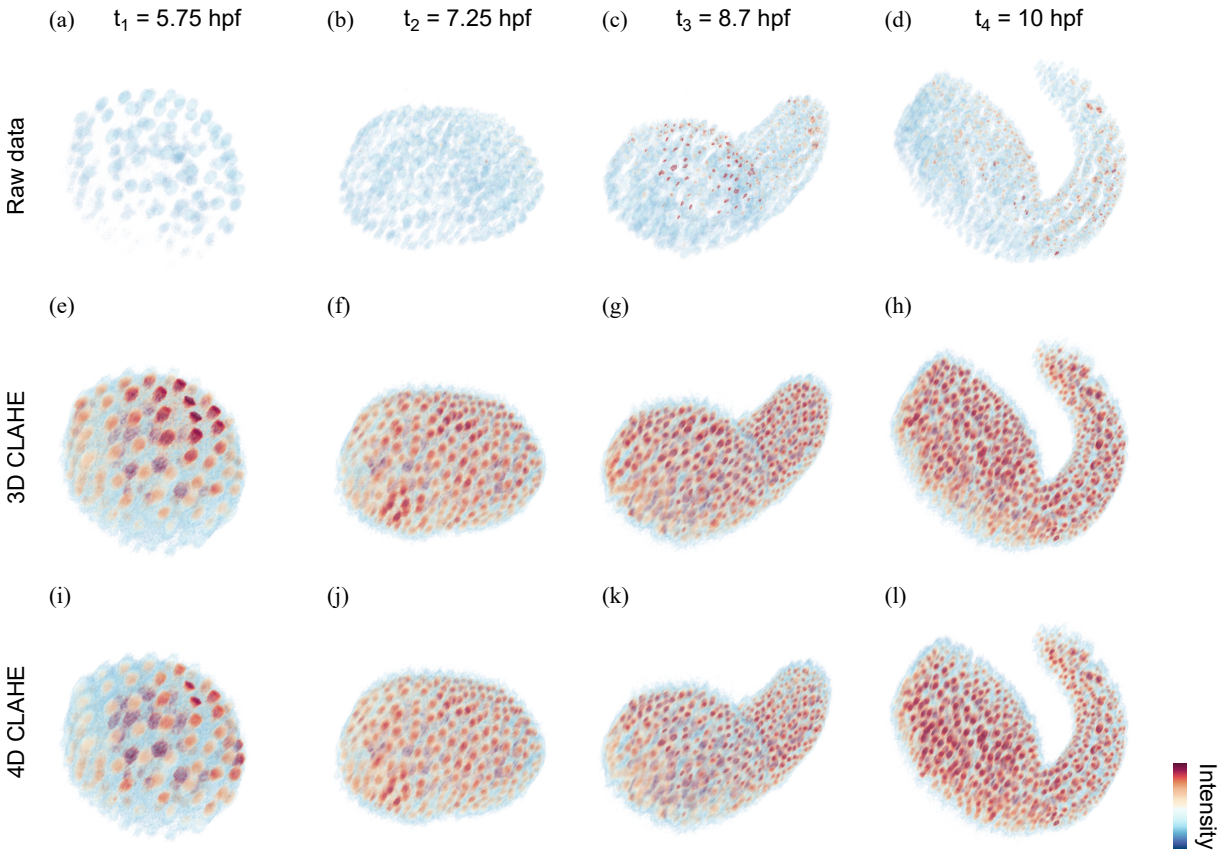 (a) t₁ = 5.75 hpf
(b) t₂ = 7.25 hpf
(c) t₃ = 8.7 hpf
(d) t₄ = 10 hpf
Raw data
(e) (f) (g) (h)
3D CLAHE
(i) (j) (k) (l)
4D CLAHE
Intensity